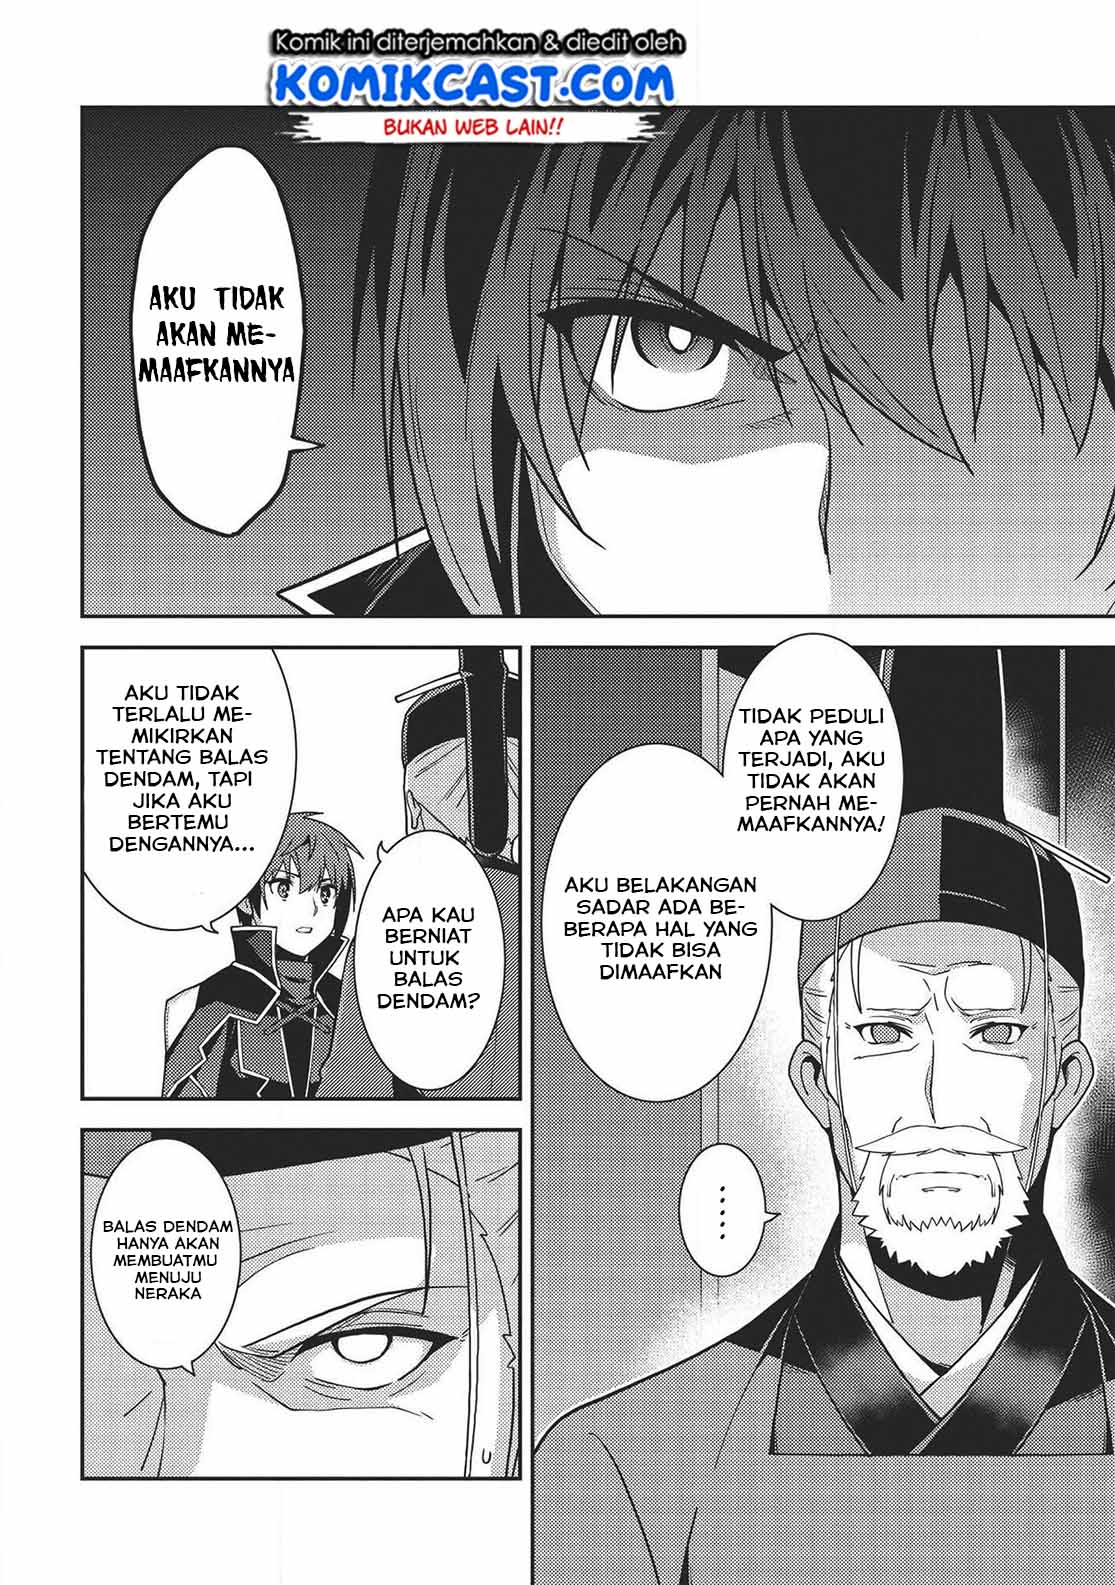 Komik ini diterjemahkan & diedit oleh
KOMIKCAST.COM
BUKAN WEB LAIN!!
AKU TIDAK
AKAN ME-
MAAFKANNYA
TIDAK PEDULI
APA YANG
TERJADI, AKU
TIDAK AKAN
PERNAH ME-
MAAFKANNYA!
AKU BELAKANGAN
SADAR ADA BE-
BERAPA HAL YANG
TIDAK BISA
DIMAAFKAN
......
APA KAU
BERNIAT
UNTUK
BALAS
DENDAM?
AKU TIDAK
TERLALU ME-
MIKIRKAN
TENTANG BALAS
DENDAM, TAPI
JIKA AKU
BERTEMU
DENGANNYA...
BALAS DENDAM
HANYA AKAN
MEMBUATMU
MENUJU
NERAKA